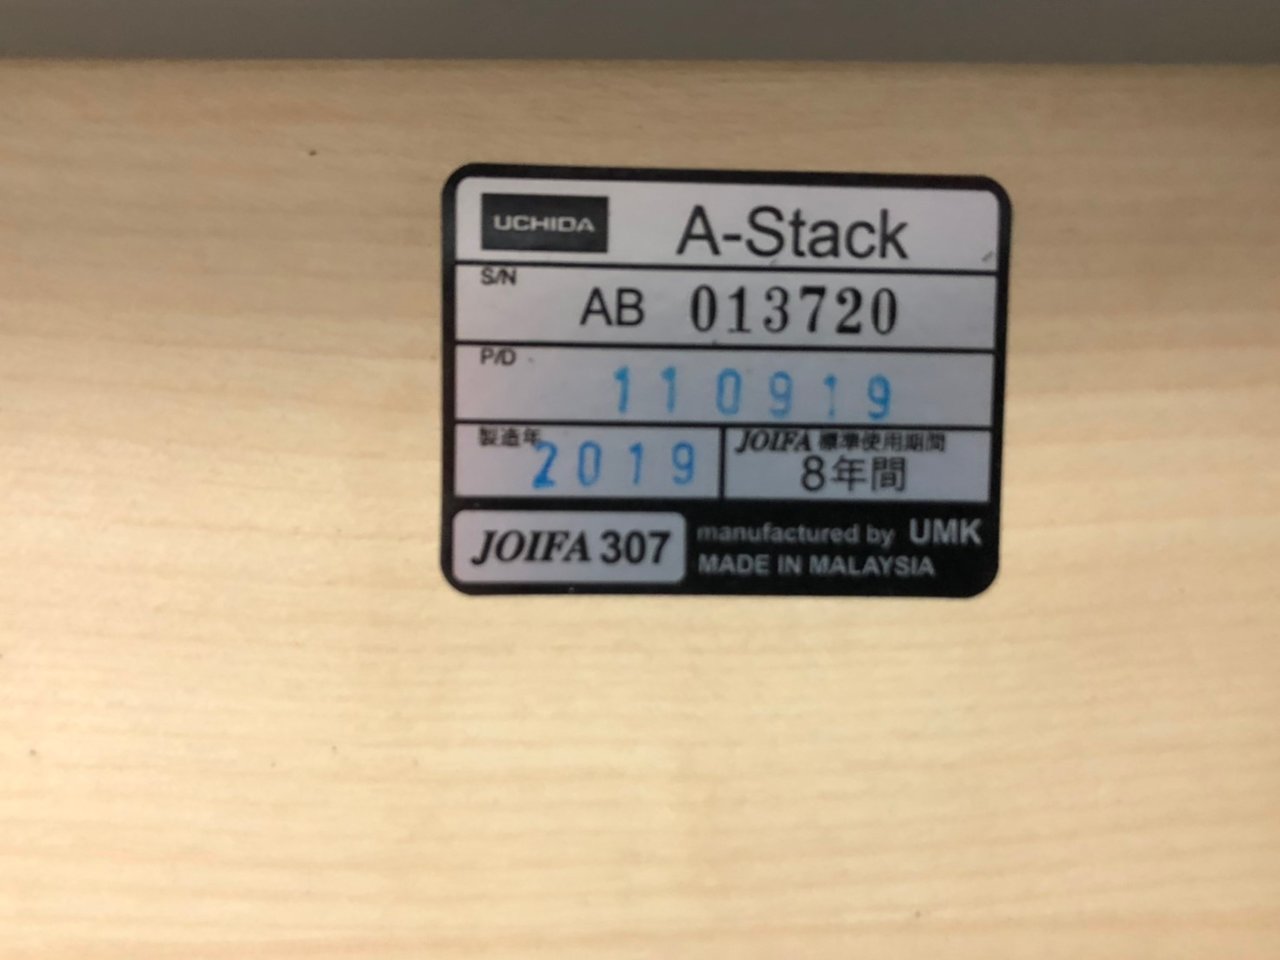 UCHIDA A-Stack
S/N
AB 013720
P/D
110919
製造年
2019
JOIFA 標準使用期間
8年間
JOIFA 307
manufactured by UMK
MADE IN MALAYSIA